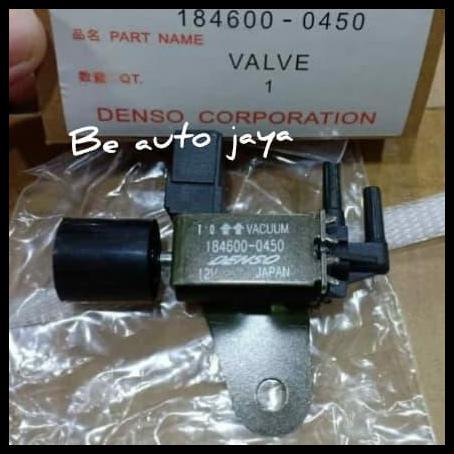 184600-0450
品名 PART NAME
VALVE
数量 QT.
1
DENSO CORPORATION
Be auto jaya
VACUUM
184600-0450
DENSO
12V JAPAN